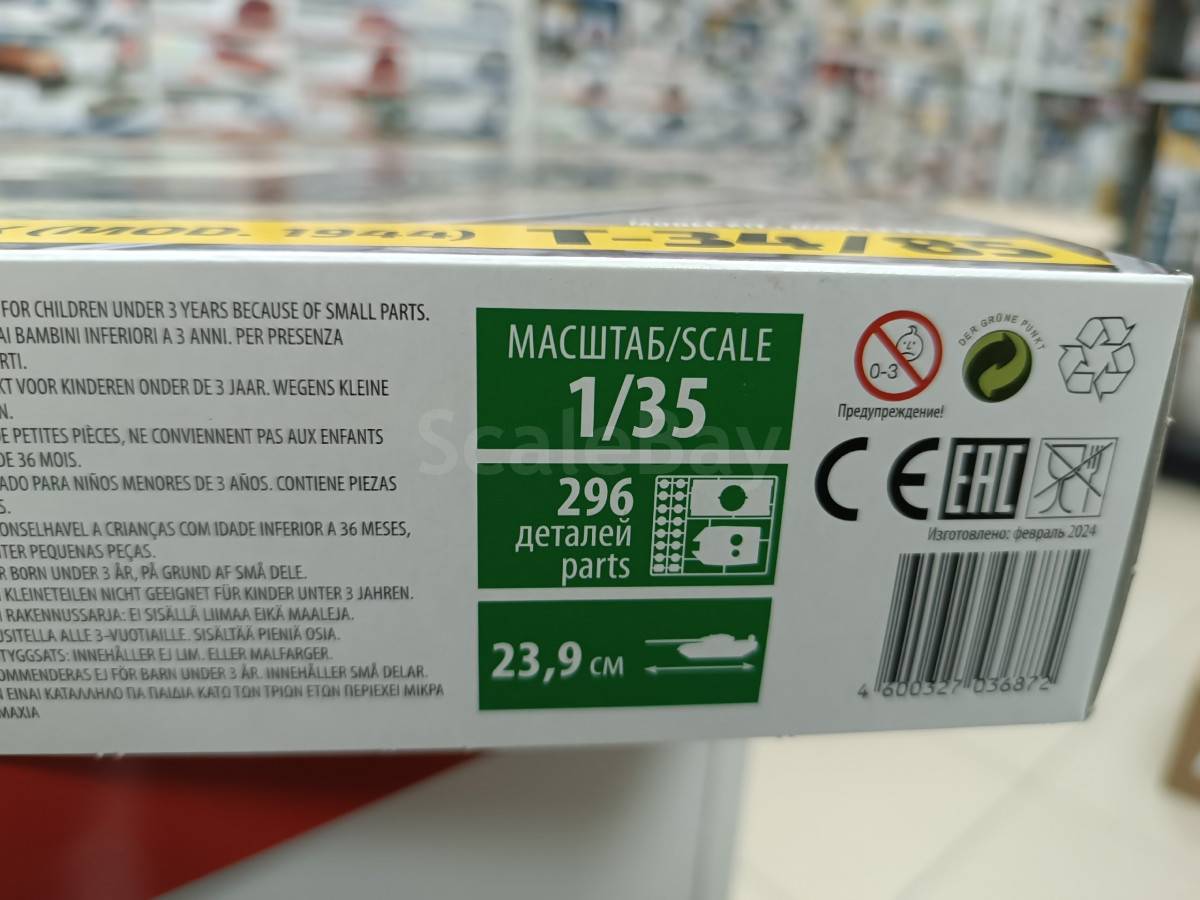 (MOD. 1944) T-34/85
FOR CHILDREN UNDER 3 YEARS BECAUSE OF SMALL PARTS.
AI BAMBINI INFERIORI A 3 ANNI. PER PRESENZA
RTI.
KT VOOR KINDEREN ONDER DE 3 JAAR. WEGENS KLEINE
N.
DE PETITES PIÈCES, NE CONVIENNENT PAS AUX ENFANTS
DE 36 MOIS.
ADO PARA NIÑOS MENORES DE 3 AÑOS. CONTIENE PIEZAS
S.
ONSELHAVEL A CRIANÇAS COM IDADE INFERIOR A 36 MESES,
NTER PEQUENAS PEÇAS.
R BORN UNDER 3 ÅR, PÅ GRUND AF SMÅ DELE.
KLEINETEILEN NICHT GEEIGNET FÜR KINDER UNTER 3 JAHREN.
RAKENNUSSARJA: EI SISÄLLÄ LIIMAA EIKÄ MAALEJA.
USITELLA ALLE 3-VUOTIAILLE. SISÄLTÄÄ PIENIÄ OSIA.
TYGGSATS: INNEHÅLLER EJ LIM. ELLER MALFARGER.
OMMENDERAS EJ FÖR BARN UNDER 3 ÅR. INNEHÅLLER SMÅ DELAR.
ΕΙΝΑΙ ΚΑΤΑΛΛΗΛΟ ΓΙΑ ΠΑΙΔΙΑ ΚΑΤΩ ΤΩΝ ΤΡΙΩΝ ΕΤΩΝ ΠΕΡΙΕΧΕΙ ΜΙΚΡΑ
ΜΑΧΙΑ
МАСШТАБ/SCALE
1/35
296
деталей
parts
23,9 см
0-3
Предупреждение!
DER GRÜNE PUNKT
CE EAC
Изготовлено: февраль 2024
4 600327 036872
ScaleBay